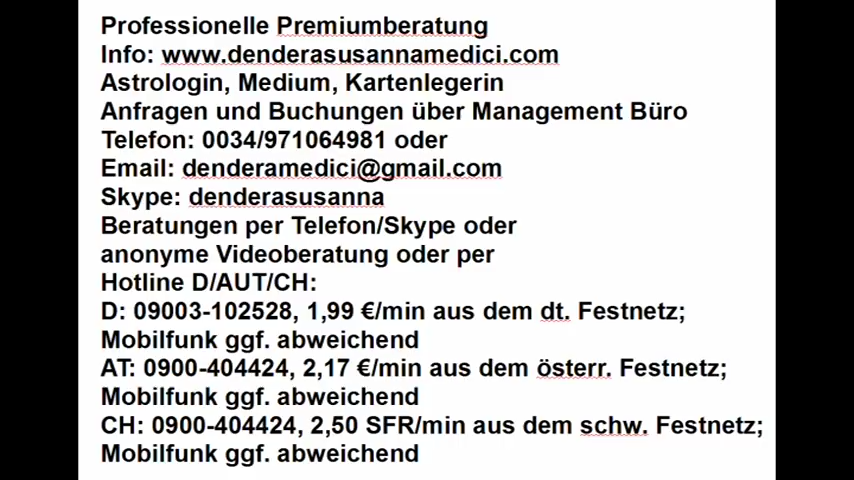 Professionelle Premiumberatung
Info: www.denderasusannamedici.com
Astrologin, Medium, Kartenlegerin
Anfragen und Buchungen über Management Büro
Telefon: 0034/971064981 oder
Email: denderamedici@gmail.com
Skype: denderasusanna
Beratungen per Telefon/Skype oder
anonyme Videoberatung oder per
Hotline D/AUT/CH:
D: 09003-102528, 1,99 €/min aus dem dt. Festnetz;
Mobilfunk ggf. abweichend
AT: 0900-404424, 2,17 €/min aus dem österr. Festnetz;
Mobilfunk ggf. abweichend
CH: 0900-404424, 2,50 SFR/min aus dem schw. Festnetz;
Mobilfunk ggf. abweichend